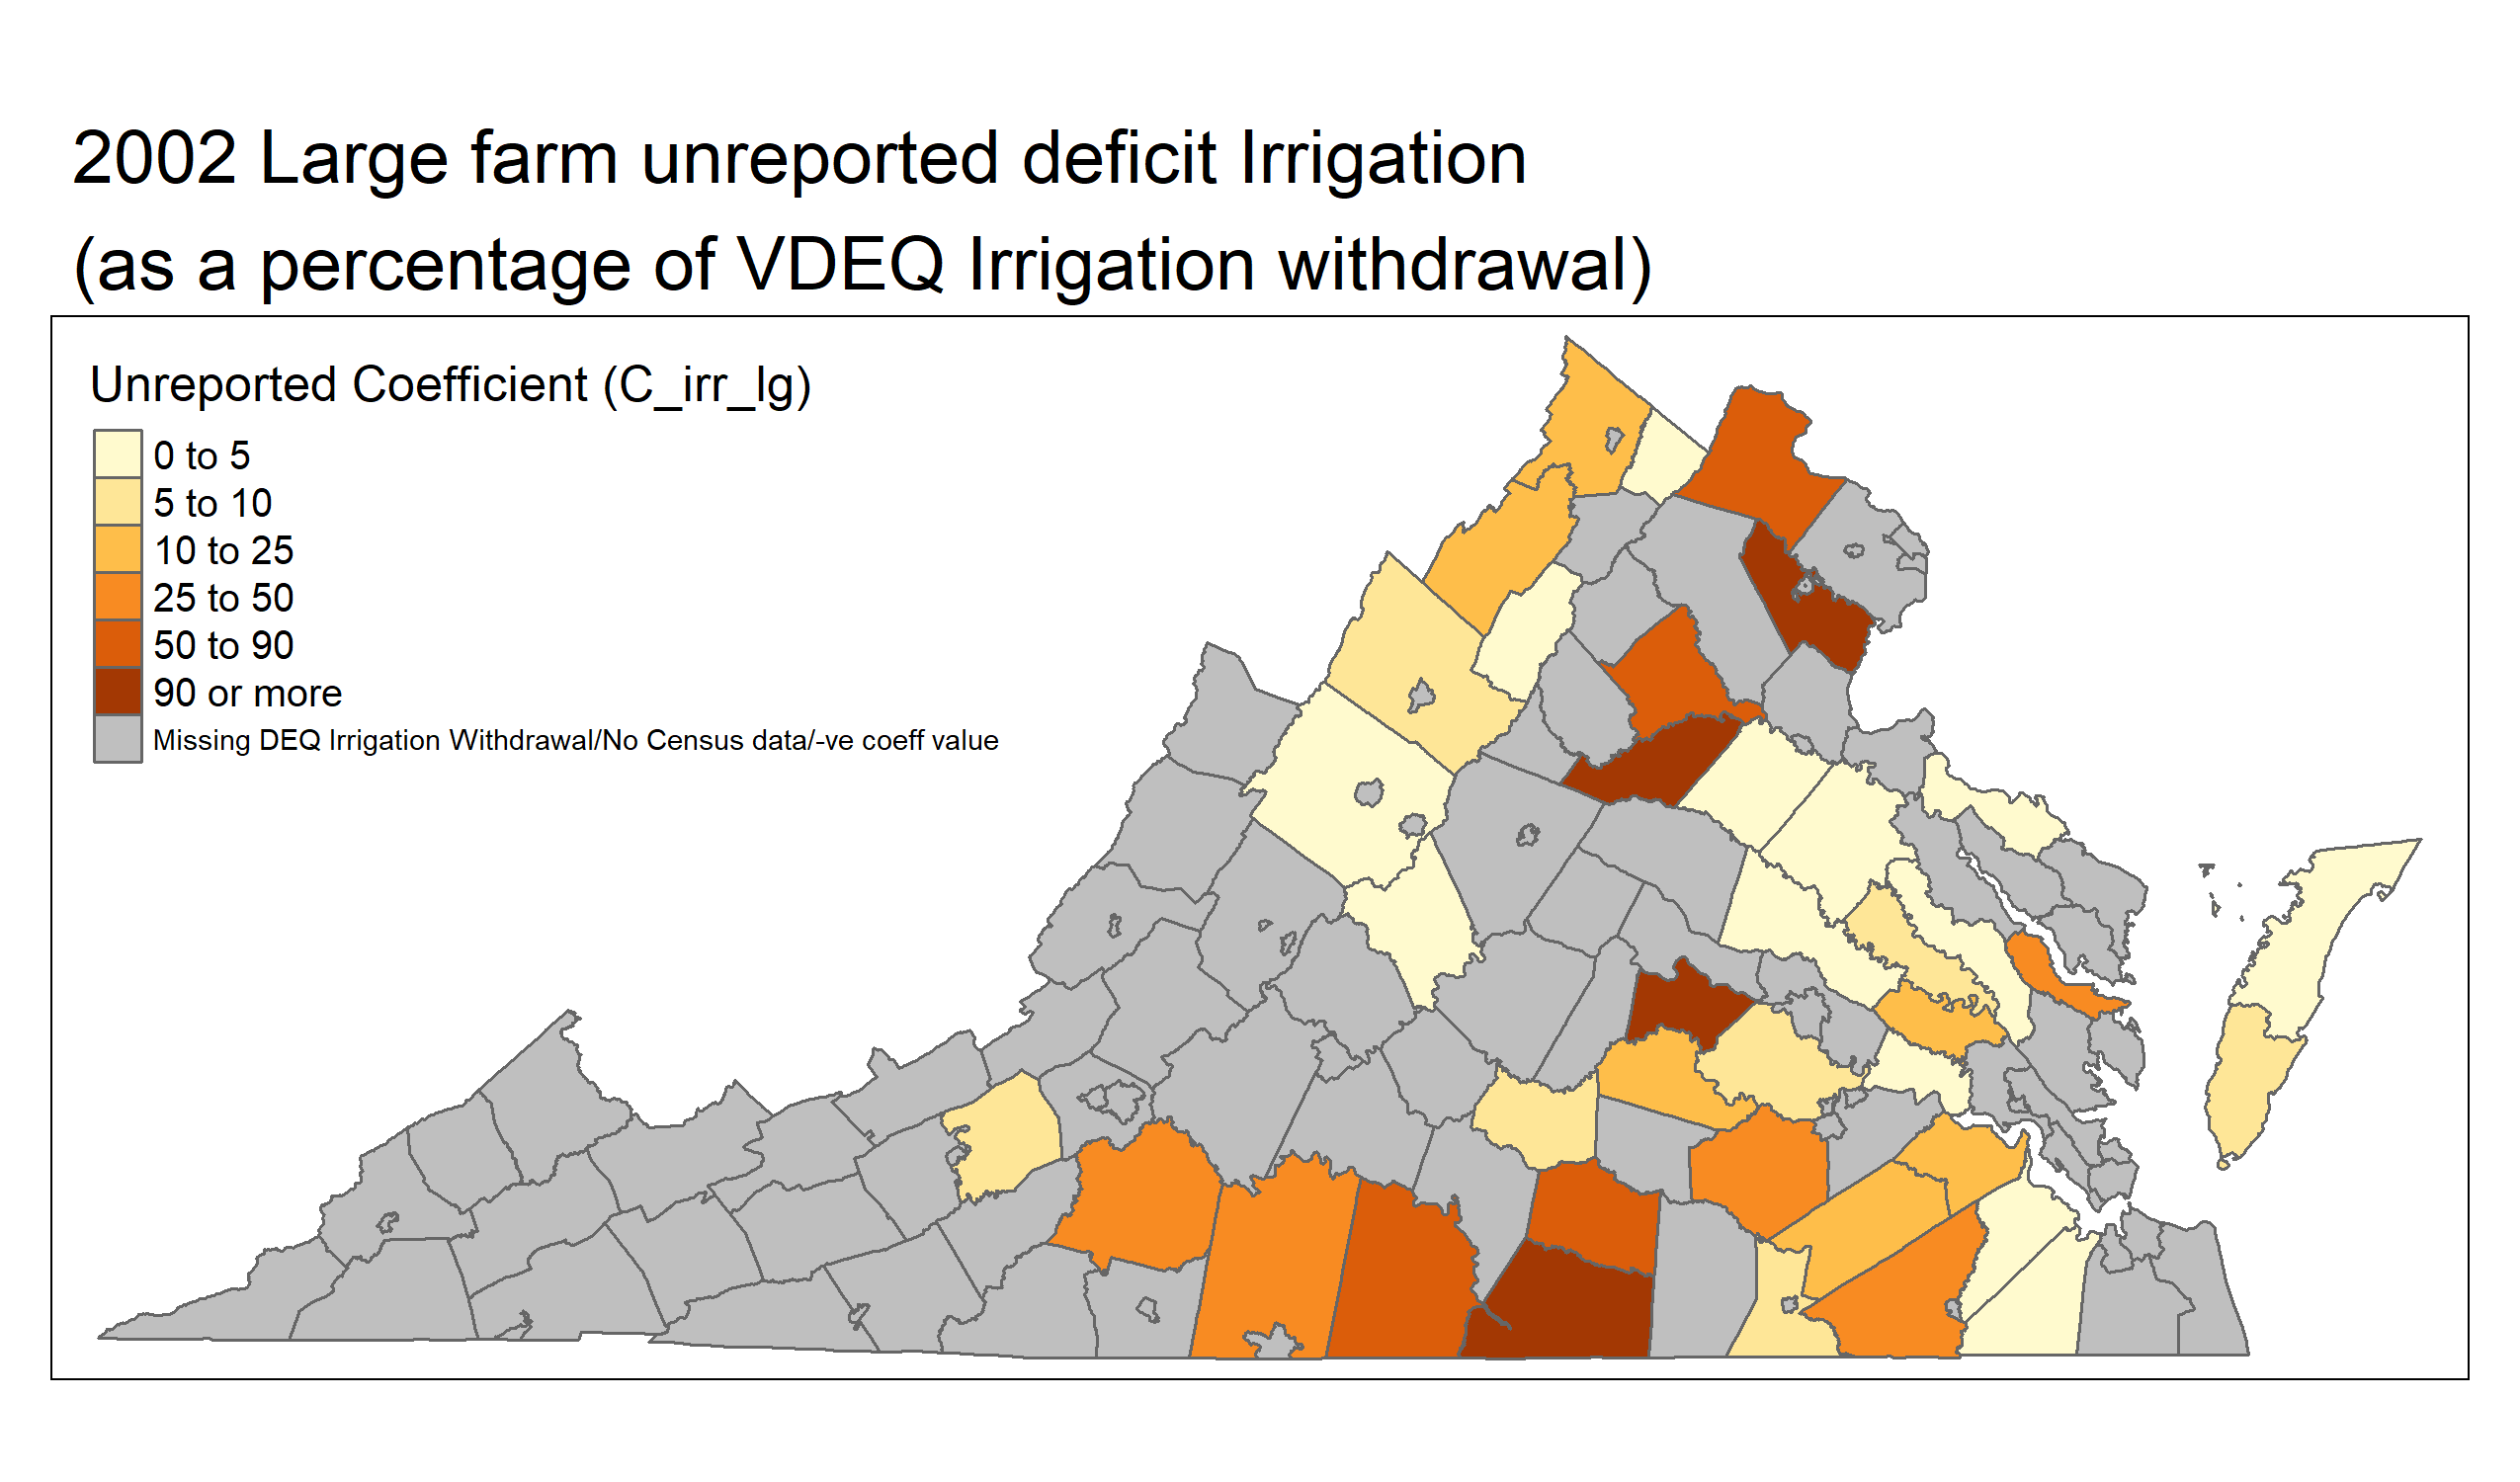 2002 Large farm unreported deficit Irrigation
(as a percentage of VDEQ Irrigation withdrawal)
Unreported Coefficient (C_irr_lg)
0 to 5
5 to 10
10 to 25
25 to 50
50 to 90
90 or more
Missing DEQ Irrigation Withdrawal/No Census data/-ve coeff value